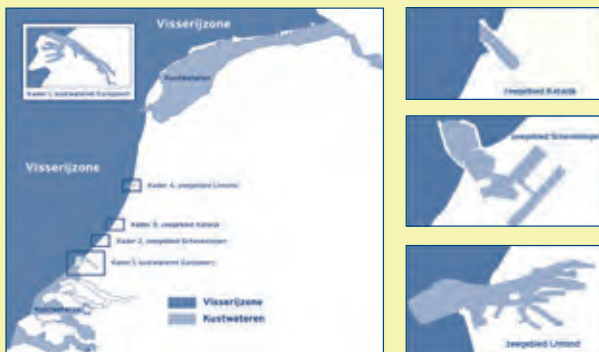 Visserijzone
Kader 1, kustwateren Europoort
Kustwateren
Visserijzone
Kader 4, zeegebied IJmond
Kader 3, zeegebied Katwijk
Kader 2, zeegebied Scheveningen
Kader 1, kustwateren Europoort
Kustwateren
Visserijzone
Kustwateren
zeegebied Katwijk
zeegebied Scheveningen
zeegebied IJmond